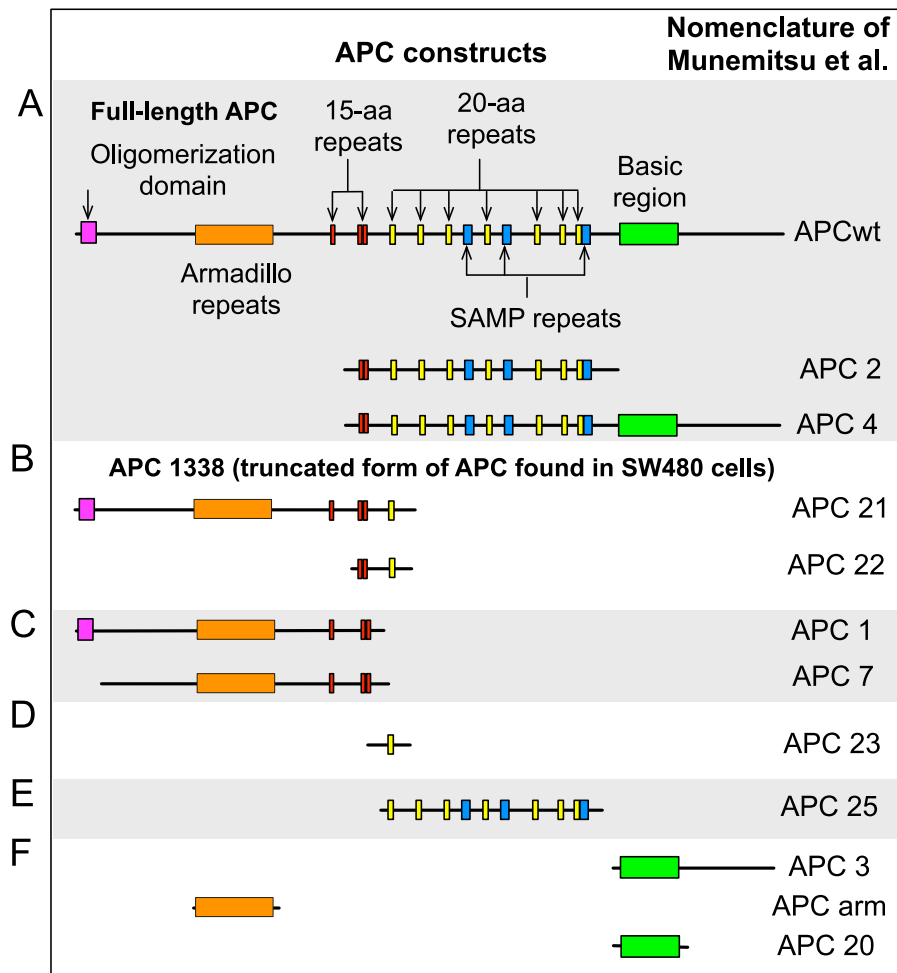 Nomenclature of
Munemitsu et al.
APC constructs
A
Full-length APC
Oligomerization
domain
15-aa
repeats
20-aa
repeats
Basic
region
APCwt
Armadillo
repeats
SAMP repeats
APC 2
APC 4
B
APC 1338 (truncated form of APC found in SW480 cells)
APC 21
APC 22
C
APC 1
APC 7
D
APC 23
E
APC 25
F
APC 3
APC arm
APC 20